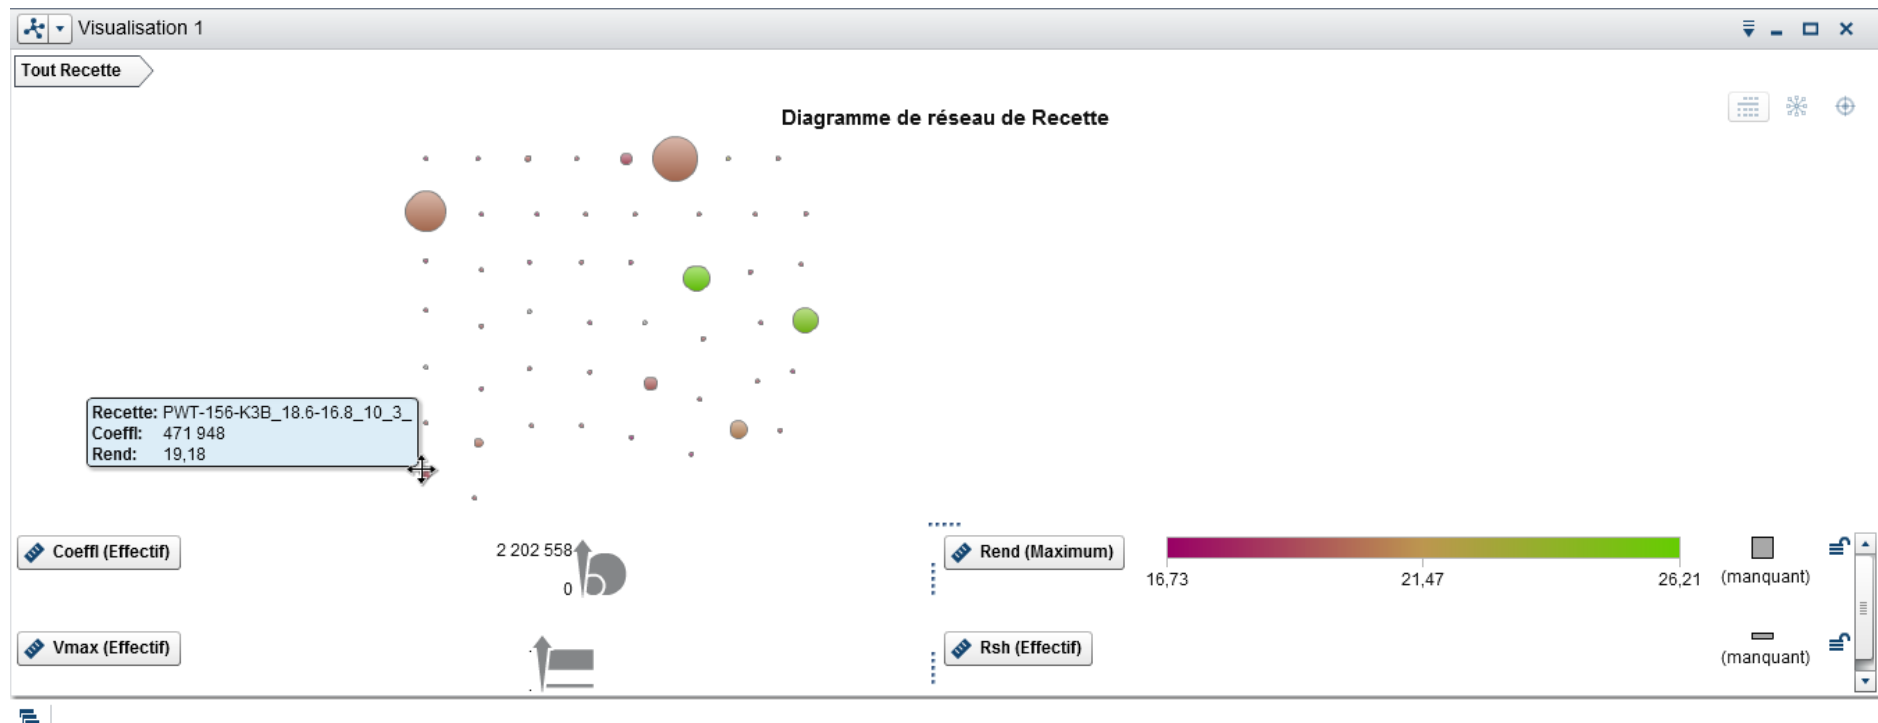 Visualisation 1
Tout Recette
Diagramme de réseau de Recette
Recette: PWT-156-K3B_18.6-16.8_10_3_
Coeffl: 471 948
Rend: 19,18
Coeffl (Effectif)
2 202 558
0
Rend (Maximum)
16,73
21,47
26,21
(manquant)
Vmax (Effectif)
.
.
Rsh (Effectif)
(manquant)